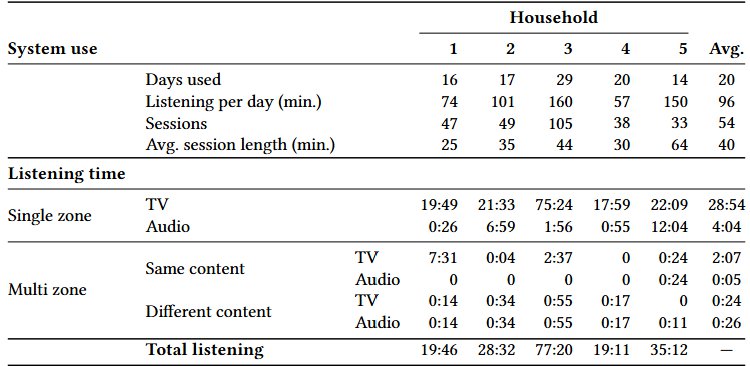 Household
System use 1 2 3 4 5 Avg.
Days used 16 17 29 20 14 20
Listening per day (min.) 74 101 160 57 150 96
Sessions 47 49 105 38 33 54
Avg. session length (min.) 25 35 44 30 64 40
Listening time
Single zone TV 19:49 21:33 75:24 17:59 22:09 28:54
Audio 0:26 6:59 1:56 0:55 12:04 4:04
Multi zone Same content TV 7:31 0:04 2:37 0 0:24 2:07
Audio 0 0 0 0 0:24 0:05
Different content TV 0:14 0:34 0:55 0:17 0 0:24
Audio 0:14 0:34 0:55 0:17 0:11 0:26
Total listening 19:46 28:32 77:20 19:11 35:12 —